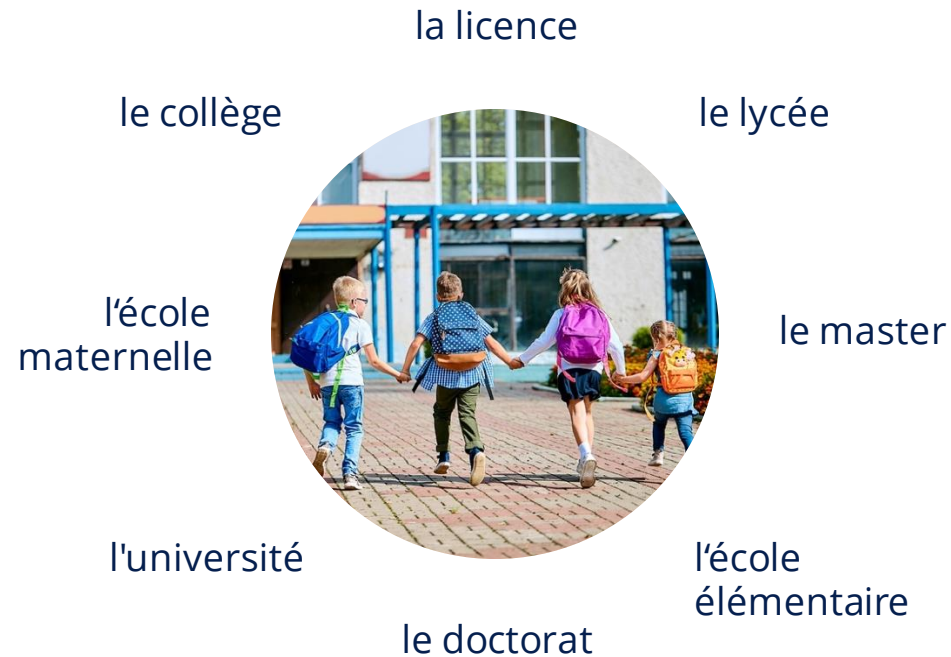 la licence
le collège
le lycée
l‘école
maternelle
le master
l'université
l‘école
élémentaire
le doctorat